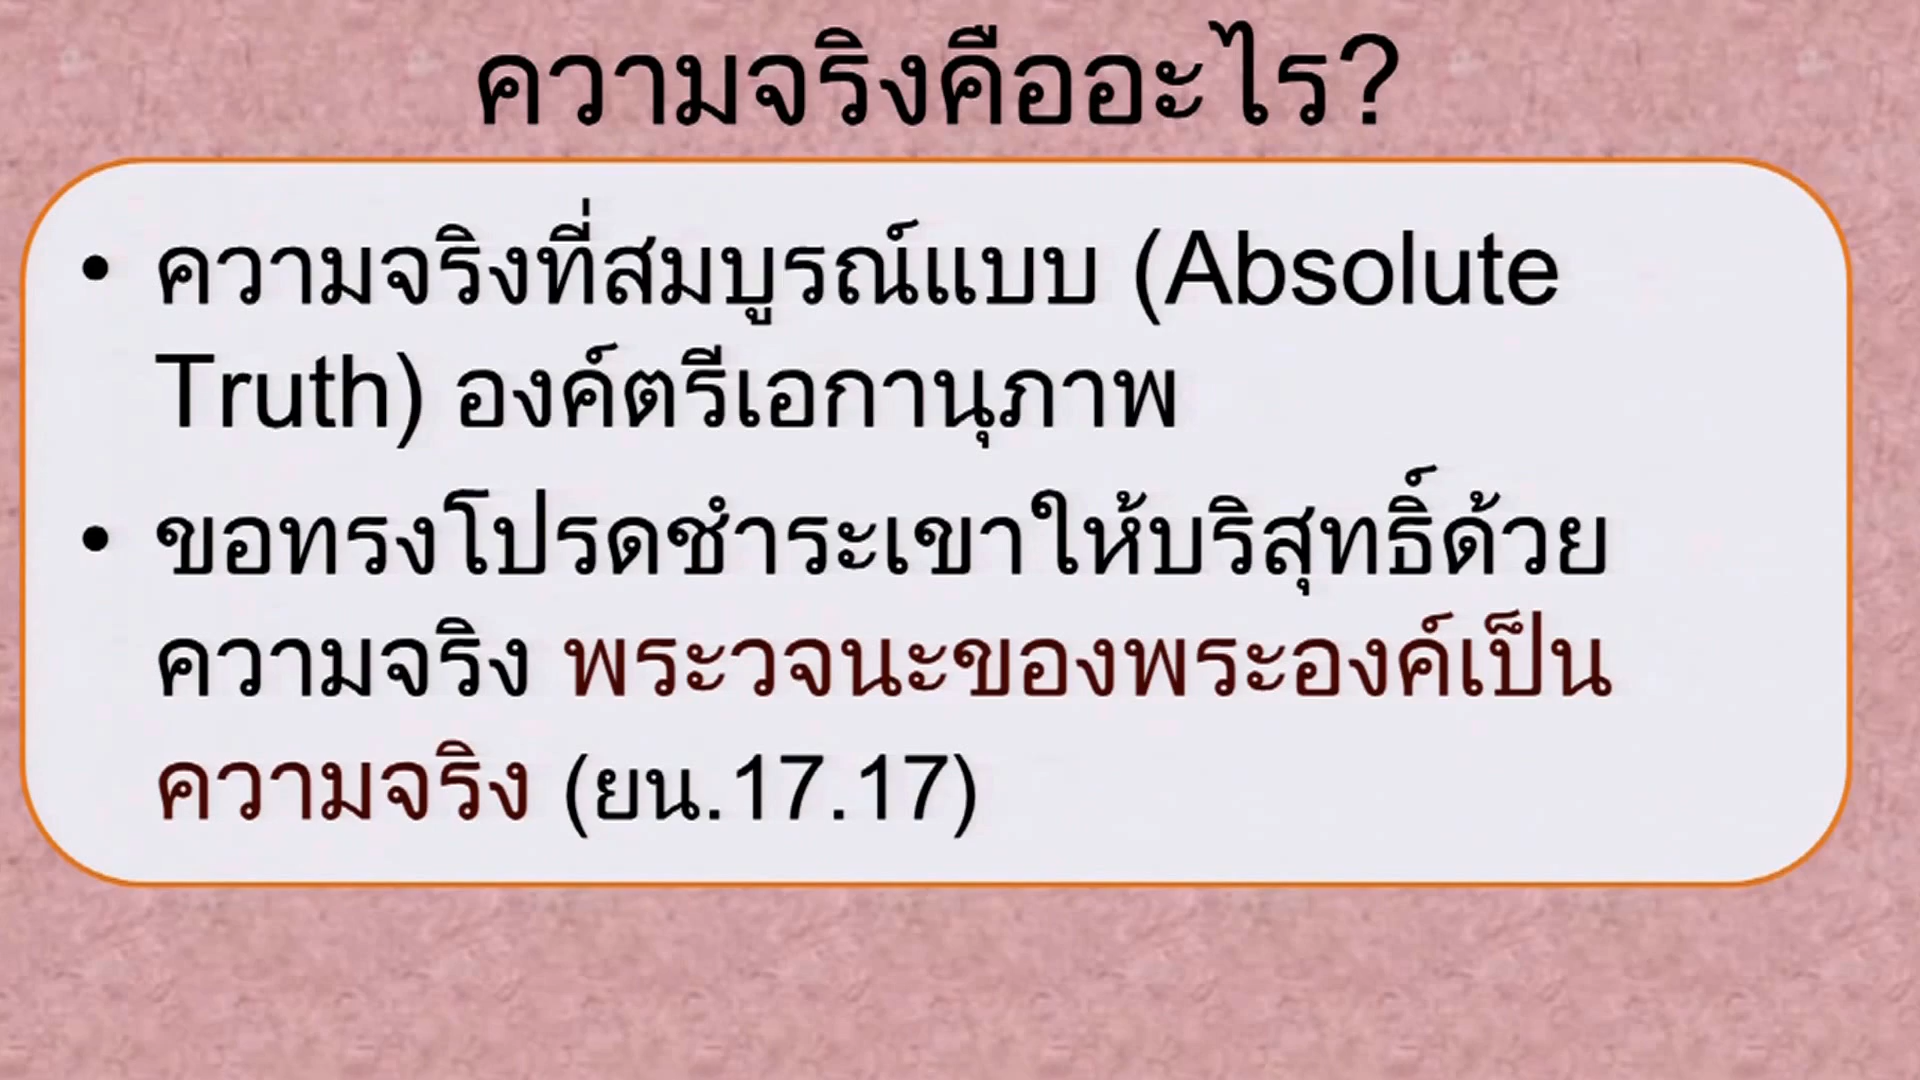 ความจริงคืออะไร?
• ความจริงที่สมบูรณ์แบบ (Absolute
Truth) องค์ตรีเอกานุภาพ
• ขอทรงโปรดชำระเขาให้บริสุทธิ์ด้วย
ความจริง พระวจนะของพระองค์เป็น
ความจริง (ยน.17.17)